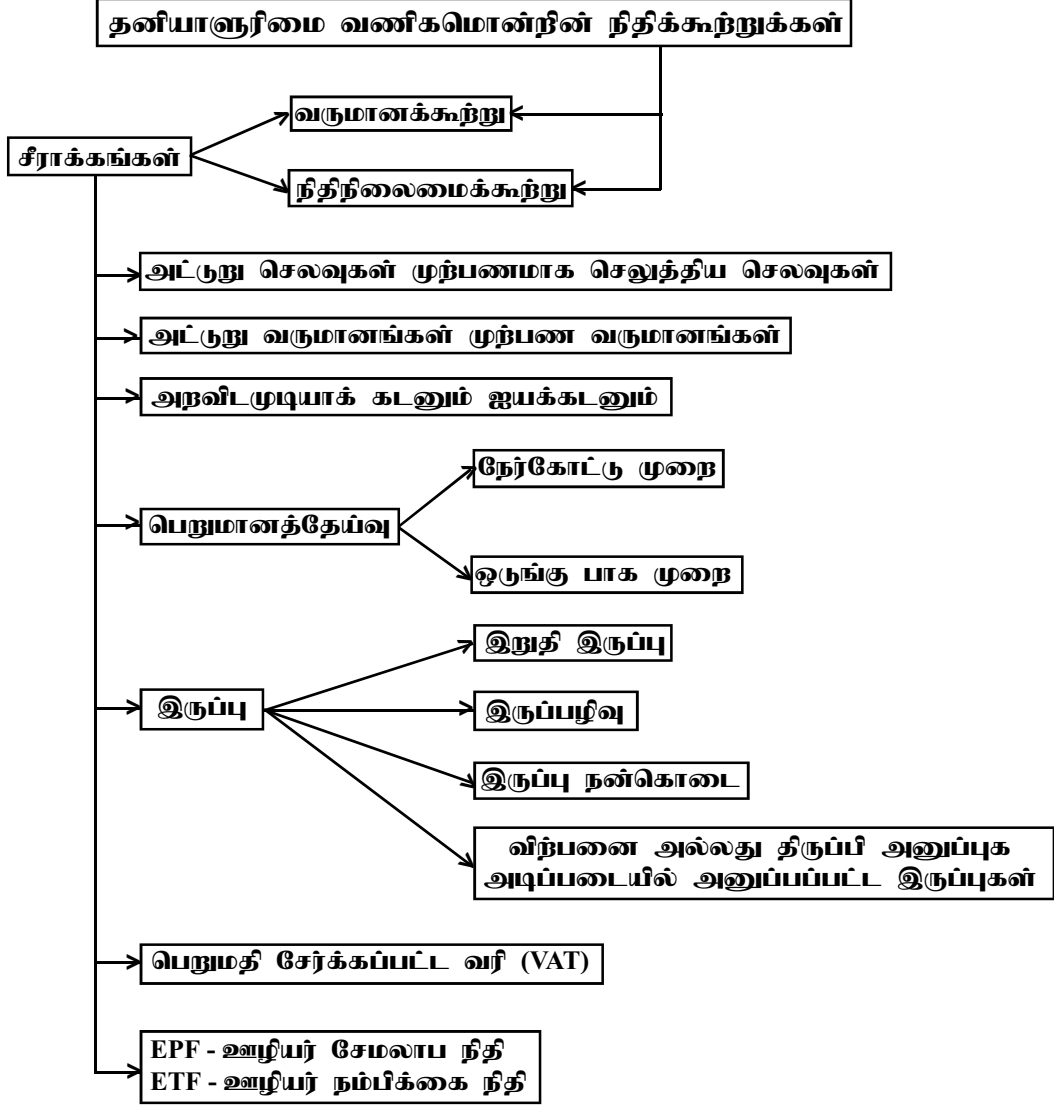 தனியாளுரிமை வணிகமொன்றின் நிதிக்கூற்றுக்கள்
வருமானக்கூற்று
சீராக்கங்கள்
நிதிநிலைமைக்கூற்று
அட்டுறு செலவுகள் முற்பணமாக செலுத்திய செலவுகள்
அட்டுறு வருமானங்கள் முற்பண வருமானங்கள்
அறவிடமுடியாக் கடனும் ஐயக்கடனும்
நேர்கோட்டு முறை
பெறுமானத்தேய்வு
ஒடுங்கு பாக முறை
இறுதி இருப்பு
இருப்பு
இருப்பழிவு
இருப்பு நன்கொடை
விற்பனை அல்லது திருப்பி அனுப்புக
அடிப்படையில் அனுப்பப்பட்ட இருப்புகள்
பெறுமதி சேர்க்கப்பட்ட வரி (VAT)
EPF - ஊழியர் சேமலாப நிதி
ETF - ஊழியர் நம்பிக்கை நிதி